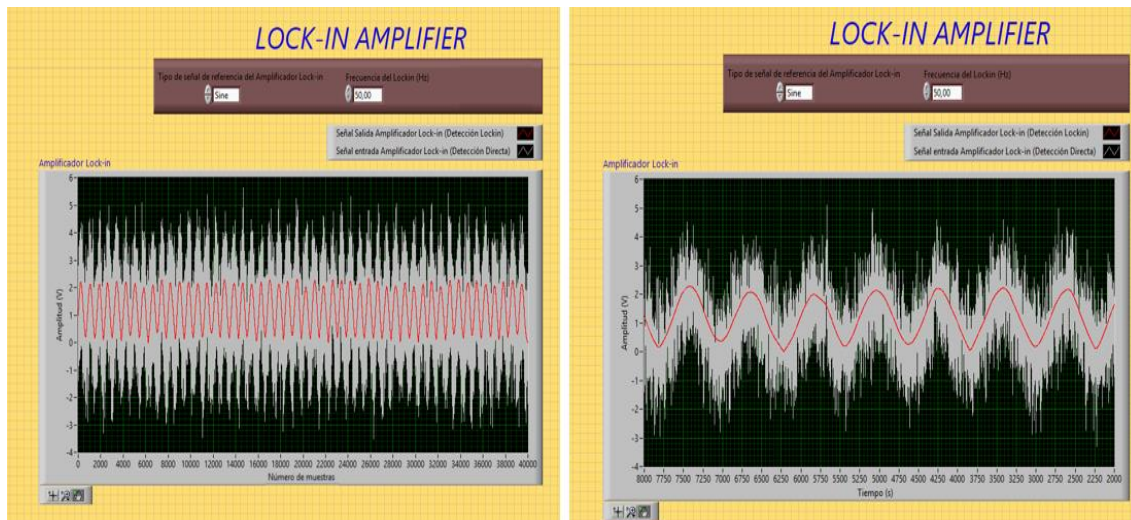 LOCK-IN AMPLIFIER
Tipo de señal de referencia del Amplificador Lock-in
Frecuencia del Lockin (Hz)
Sine
50,00
Señal Salida Amplificador Lock-in (Detección Lockin)
Señal entrada Amplificador Lock-in (Detección Directa)
Amplificador Lock-in
Amplitud (V)
6
5
4
3
2
1
0
-1
-2
-3
-4
0 2000 4000 6000 8000 10000 12000 14000 16000 18000 20000 22000 24000 26000 28000 30000 32000 34000 36000 38000 40000
Número de muestras
LOCK-IN AMPLIFIER
Tipo de señal de referencia del Amplificador Lock-in
Frecuencia del Lockin (Hz)
Sine
50,00
Señal Salida Amplificador Lock-in (Detección Lockin)
Señal entrada Amplificador Lock-in (Detección Directa)
Amplificador Lock-in
Amplitud (V)
6
5
4
3
2
1
0
-1
-2
-3
-4
8000 7750 7500 7250 7000 6750 6500 6250 6000 5750 5500 5250 5000 4750 4500 4250 4000 3750 3500 3250 3000 2750 2500 2250 2000
Tiempo (s)